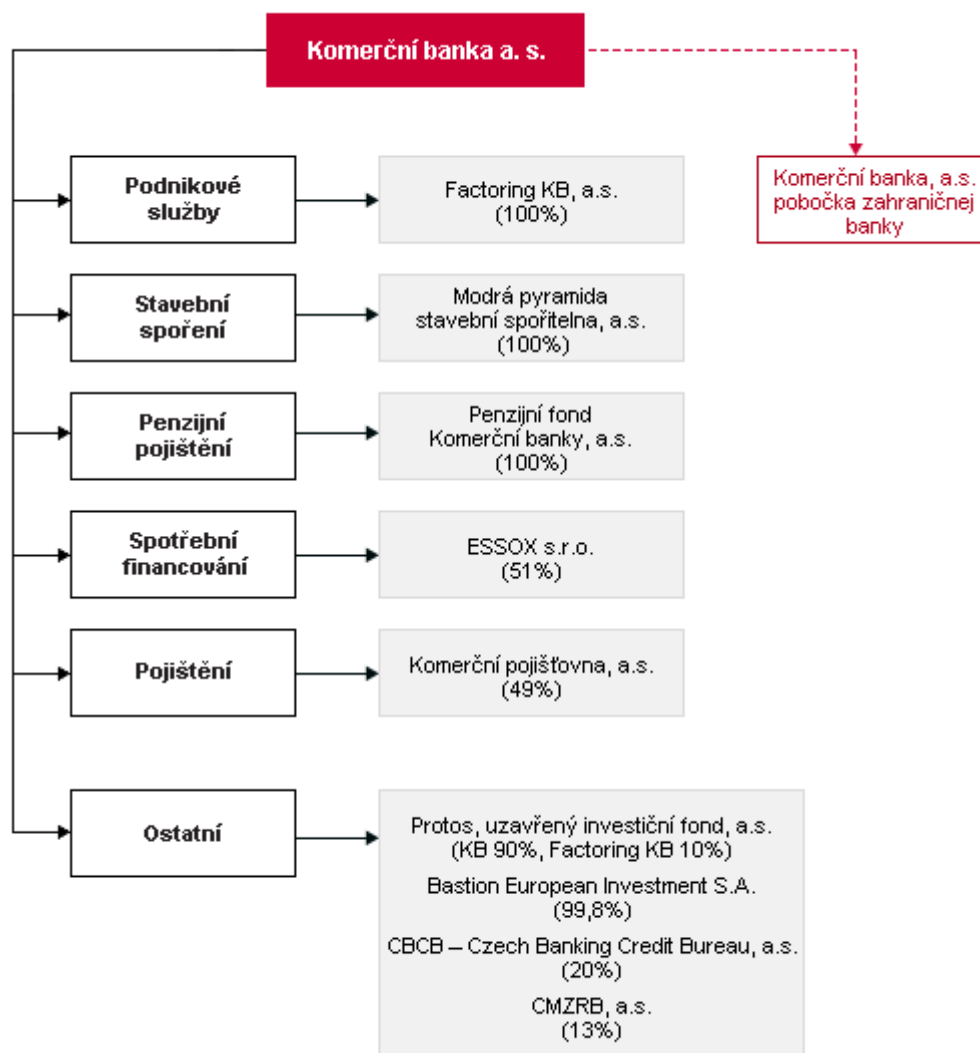 Komerční banka a. s.
Komerční banka, a.s.
pobočka zahraničnej
banky
Podnikové
služby
Factoring KB, a.s.
(100%)
Stavební
spoření
Modrá pyramida
stavební spořitelna, a.s.
(100%)
Penzijní
pojištění
Penzijní fond
Komerční banky, a.s.
(100%)
Spotřební
financování
ESSOX s.r.o.
(51%)
Pojištění
Komerční pojišťovna, a.s.
(49%)
Ostatní
Protos, uzavřený investiční fond, a.s.
(KB 90%, Factoring KB 10%)
Bastion European Investment S.A.
(99,8%)
CBCB – Czech Banking Credit Bureau, a.s.
(20%)
CMZRB, a.s.
(13%)